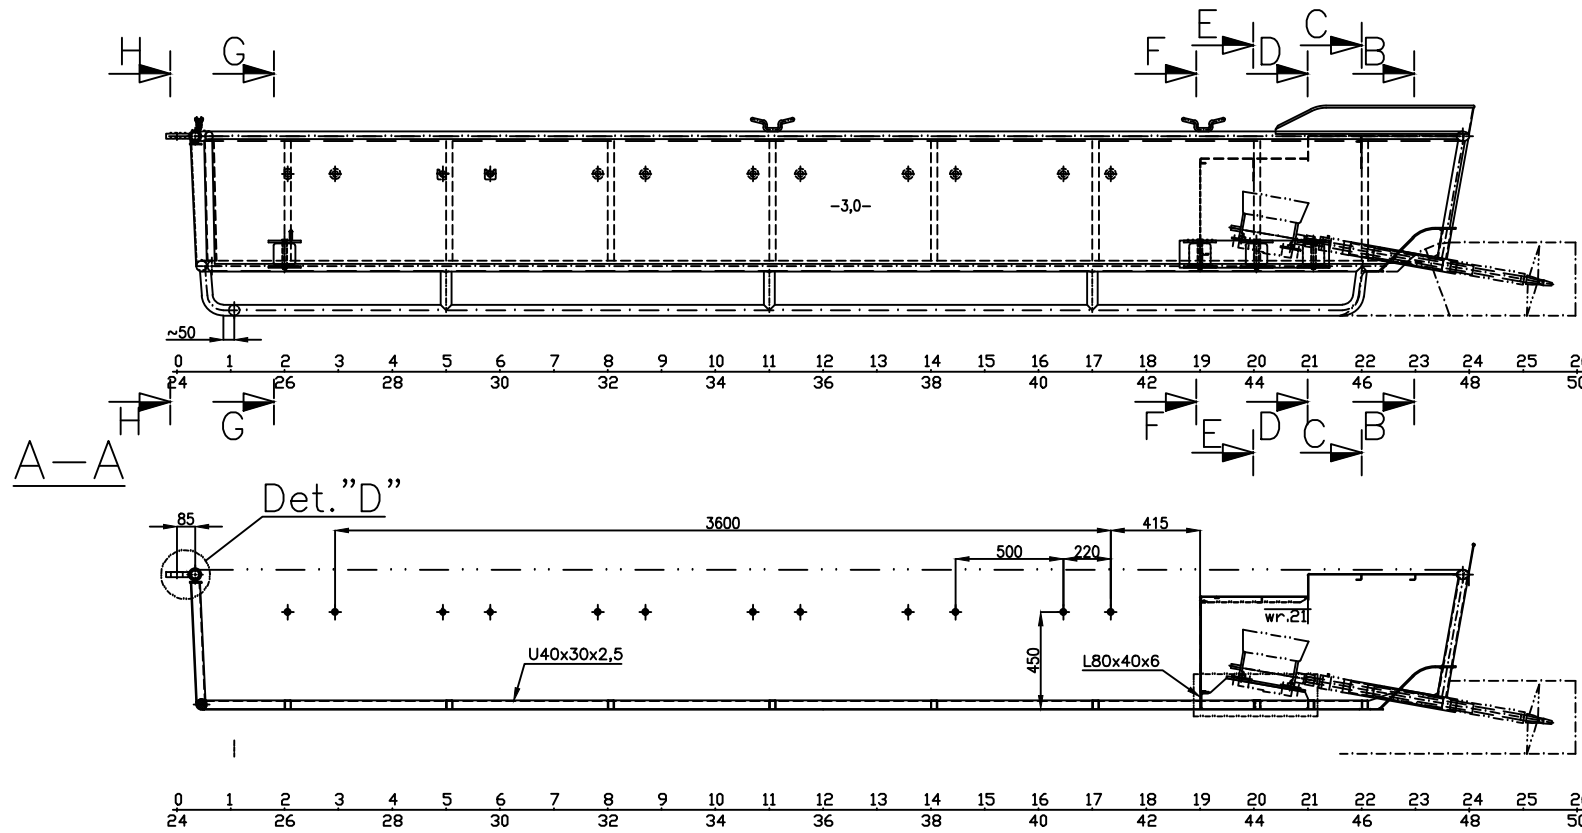 E C
H G F D B
-3,0-
~50
0 1 2 3 4 5 6 7 8 9 10 11 12 13 14 15 16 17 18 19 20 21 22 23 24 25
24 26 28 30 32 34 36 38 40 42 44 46 48 50
H G F E D C B
A-A
Det."D"
85 3600 415
500 220
wr.21
U40x30x2,5 450 L80x40x6
0 1 2 3 4 5 6 7 8 9 10 11 12 13 14 15 16 17 18 19 20 21 22 23 24 25
24 26 28 30 32 34 36 38 40 42 44 46 48 50